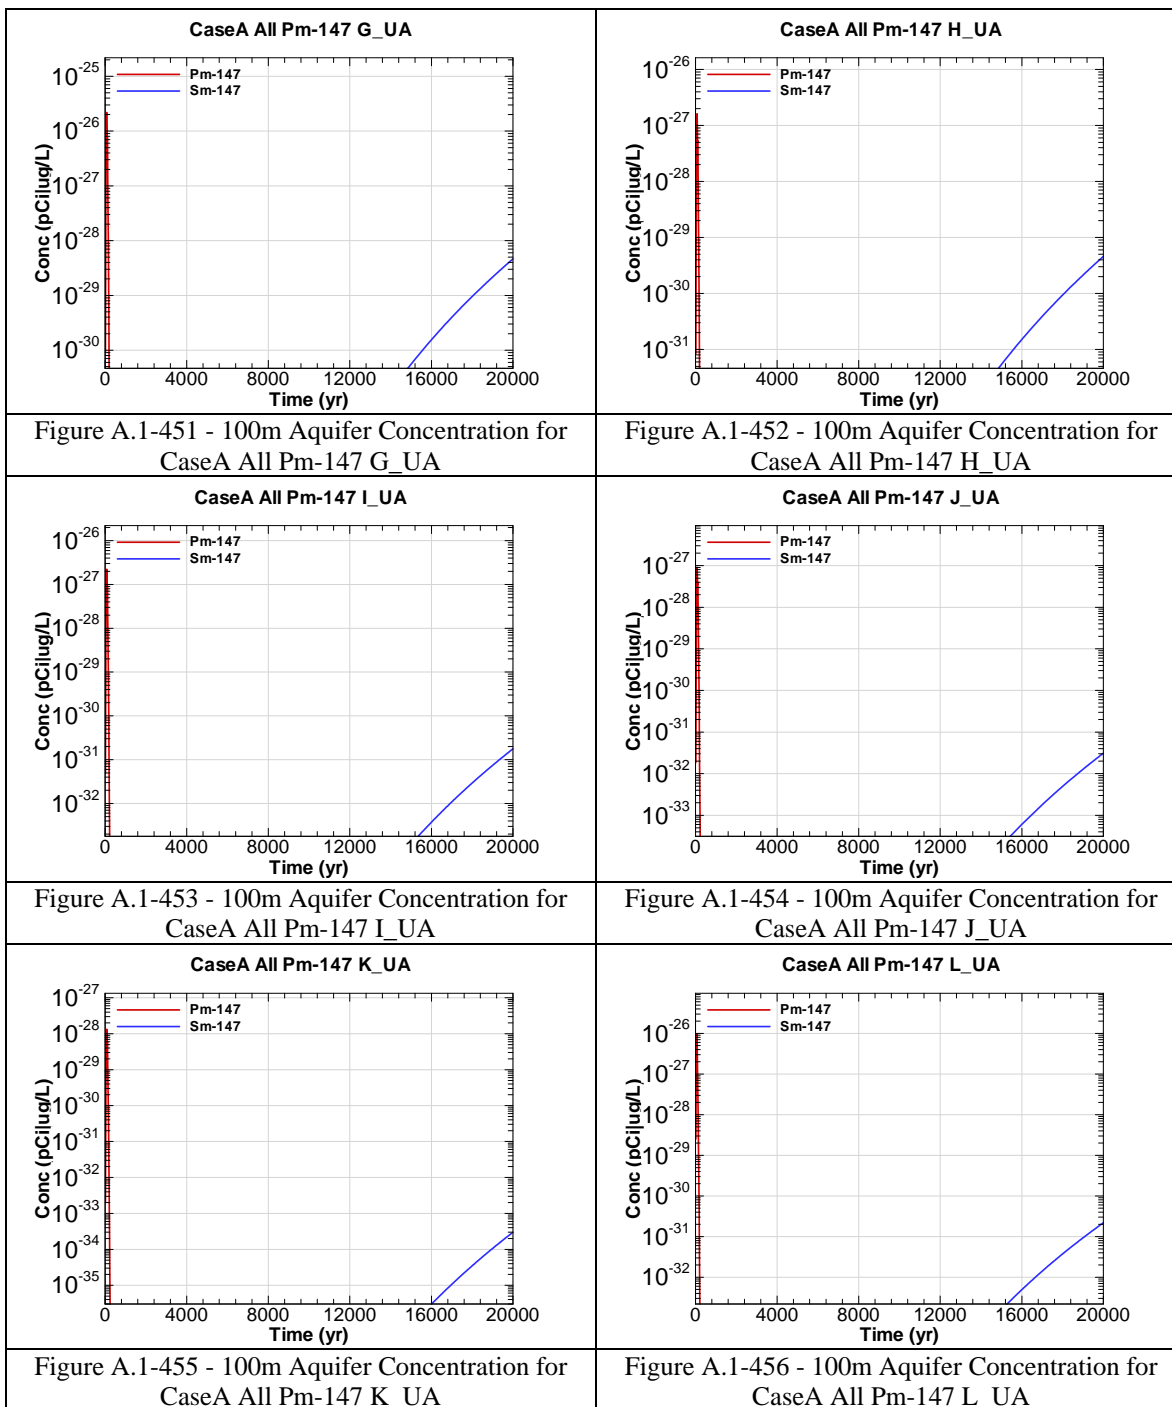 CaseA All Pm-147 G_UA
Pm-147
Sm-147
Conc (pCi|ug/L)
10-25
10-26
10-27
10-28
10-29
10-30
0 4000 8000 12000 16000 20000
Time (yr)
Figure A.1-451 - 100m Aquifer Concentration for
CaseA All Pm-147 G_UA
CaseA All Pm-147 H_UA
Pm-147
Sm-147
Conc (pCi|ug/L)
10-26
10-27
10-28
10-29
10-30
10-31
0 4000 8000 12000 16000 20000
Time (yr)
Figure A.1-452 - 100m Aquifer Concentration for
CaseA All Pm-147 H_UA
CaseA All Pm-147 I_UA
Pm-147
Sm-147
Conc (pCi|ug/L)
10-26
10-27
10-28
10-29
10-30
10-31
10-32
0 4000 8000 12000 16000 20000
Time (yr)
Figure A.1-453 - 100m Aquifer Concentration for
CaseA All Pm-147 I_UA
CaseA All Pm-147 J_UA
Pm-147
Sm-147
Conc (pCi|ug/L)
10-27
10-28
10-29
10-30
10-31
10-32
10-33
0 4000 8000 12000 16000 20000
Time (yr)
Figure A.1-454 - 100m Aquifer Concentration for
CaseA All Pm-147 J_UA
CaseA All Pm-147 K_UA
Pm-147
Sm-147
Conc (pCi|ug/L)
10-27
10-28
10-29
10-30
10-31
10-32
10-33
10-34
10-35
0 4000 8000 12000 16000 20000
Time (yr)
Figure A.1-455 - 100m Aquifer Concentration for
CaseA All Pm-147 K_UA
CaseA All Pm-147 L_UA
Pm-147
Sm-147
Conc (pCi|ug/L)
10-26
10-27
10-28
10-29
10-30
10-31
10-32
0 4000 8000 12000 16000 20000
Time (yr)
Figure A.1-456 - 100m Aquifer Concentration for
CaseA All Pm-147 L_UA